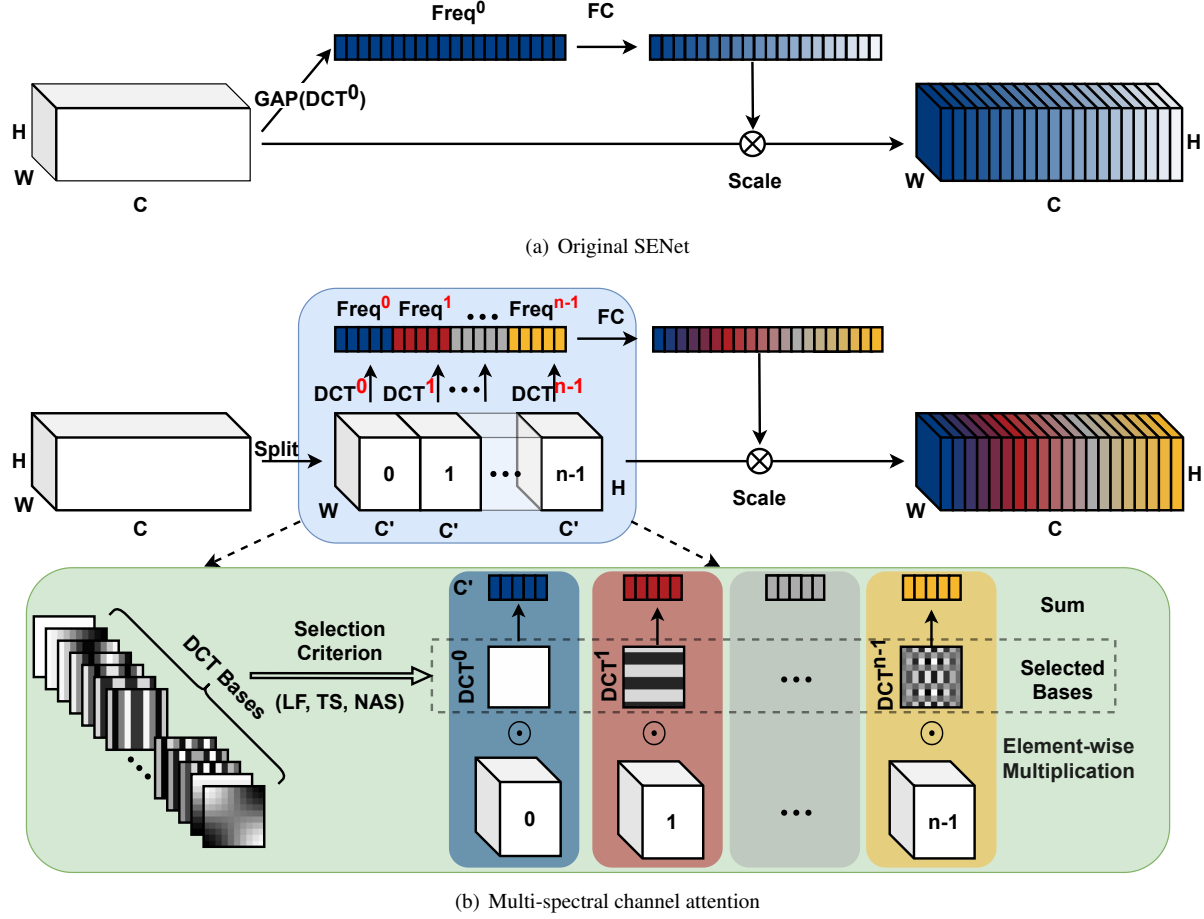 Freq⁰
FC
GAP(DCT⁰)
H
W
C
Scale
H
W
C
(a) Original SENet
Freq⁰ Freq¹ ... Freqⁿ⁻¹
FC
DCT⁰ DCT¹ ... DCTⁿ⁻¹
Split
H
W
C
0 1 ... n-1
H
W
C' C' C'
Scale
H
W
C
C'
Sum
DCT Bases
Selection
Criterion
(LF, TS, NAS)
DCT⁰
DCT¹
...
DCTⁿ⁻¹
Selected
Bases
Element-wise
Multiplication
...
0 1 ... n-1
(b) Multi-spectral channel attention